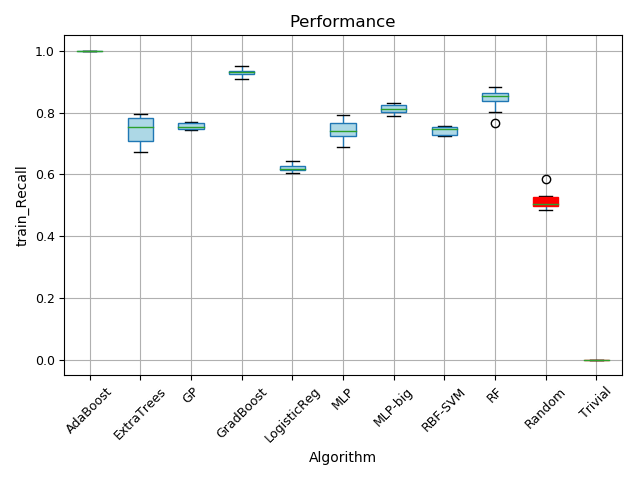 Performance
train_Recall
1.0
0.8
0.6
0.4
0.2
0.0
AdaBoost
ExtraTrees
GP
GradBoost
LogisticReg
MLP
MLP-big
RBF-SVM
RF
Random
Trivial
Algorithm